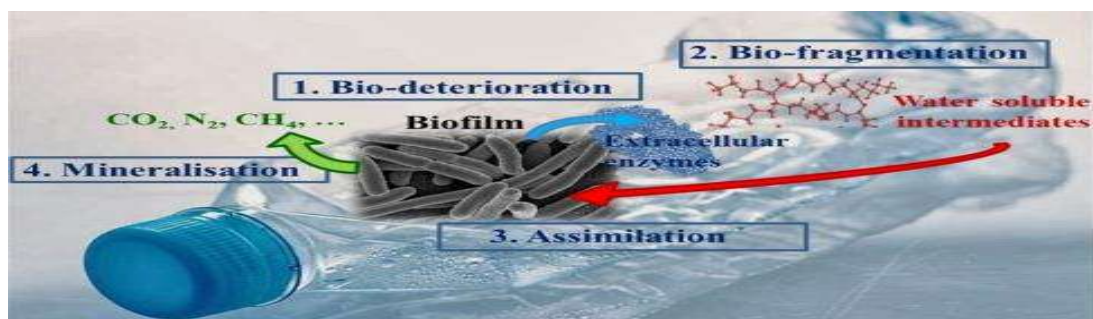 2. Bio-fragmentation
1. Bio-deterioration
Water soluble
intermediates
CO2, N2, CH4, ...
Biofilm
Extracellular
enzymes
4. Mineralisation
3. Assimilation